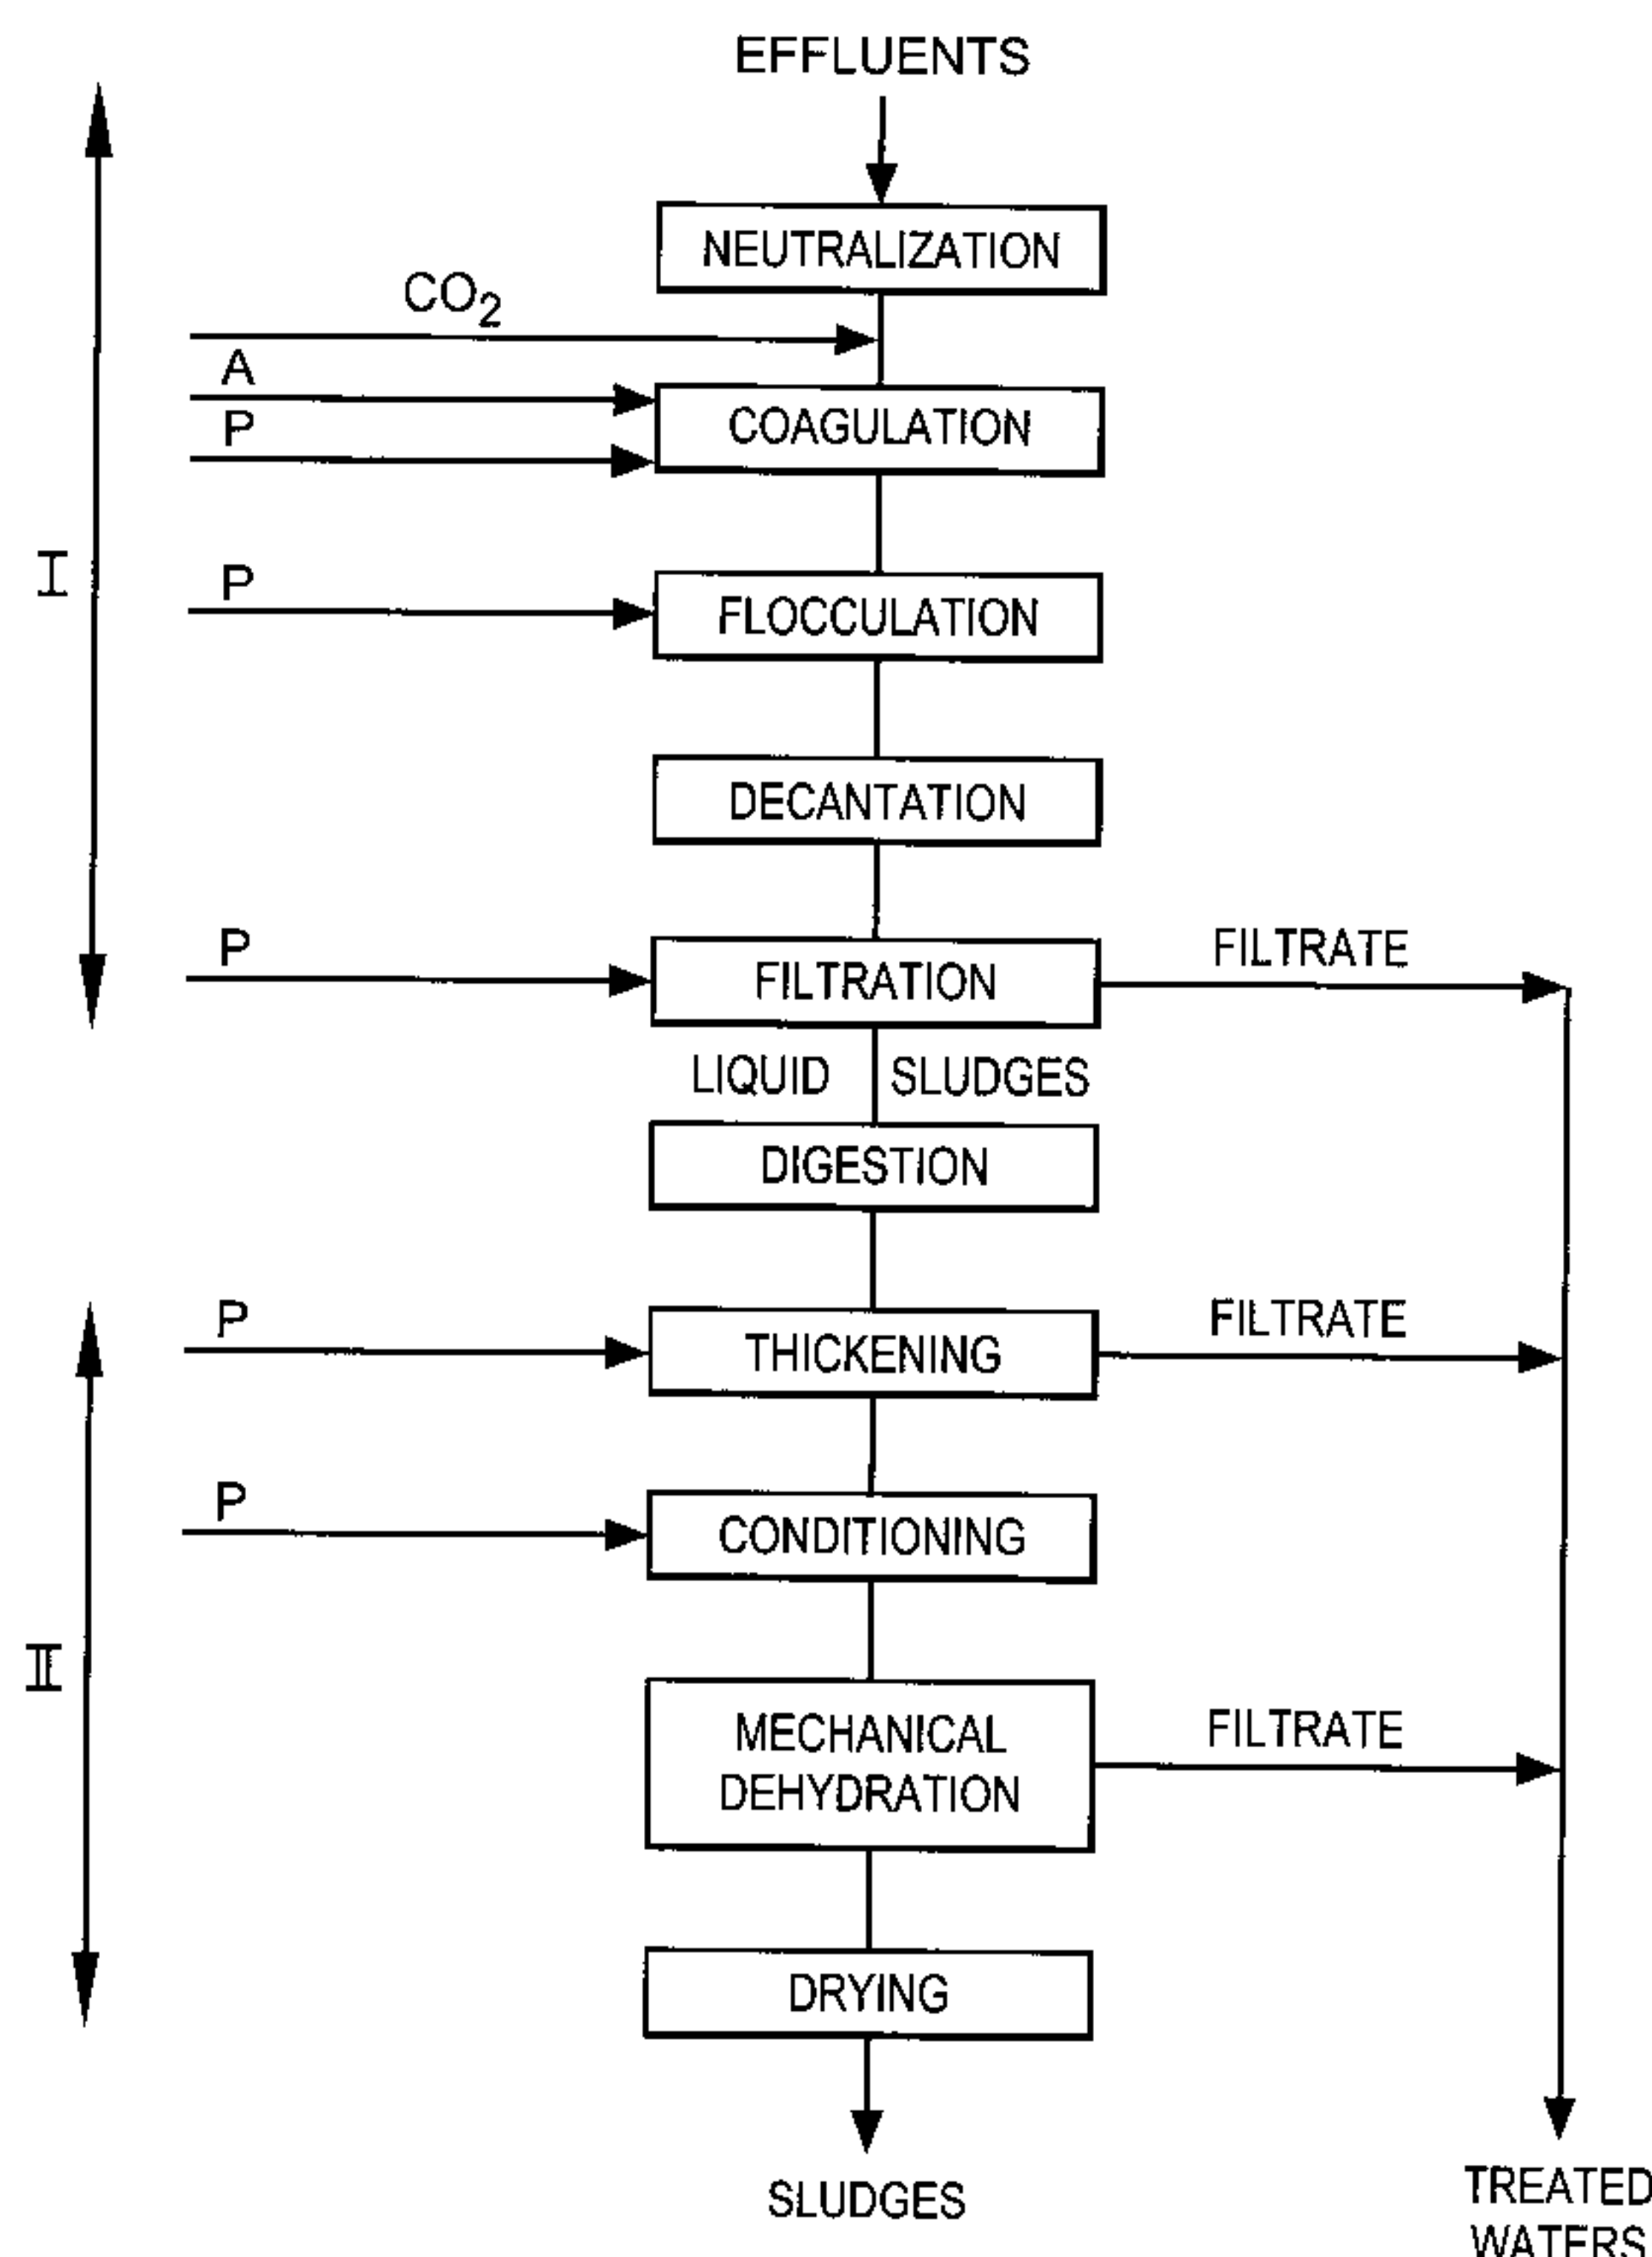 EFFLUENTS
NEUTRALIZATION
CO2
A
COAGULATION
P
I
P
FLOCCULATION
DECANTATION
P
FILTRATION
FILTRATE
LIQUID SLUDGES
DIGESTION
P
THICKENING
FILTRATE
P
CONDITIONING
II
MECHANICAL
DEHYDRATION
FILTRATE
DRYING
SLUDGES
TREATED
WATERS